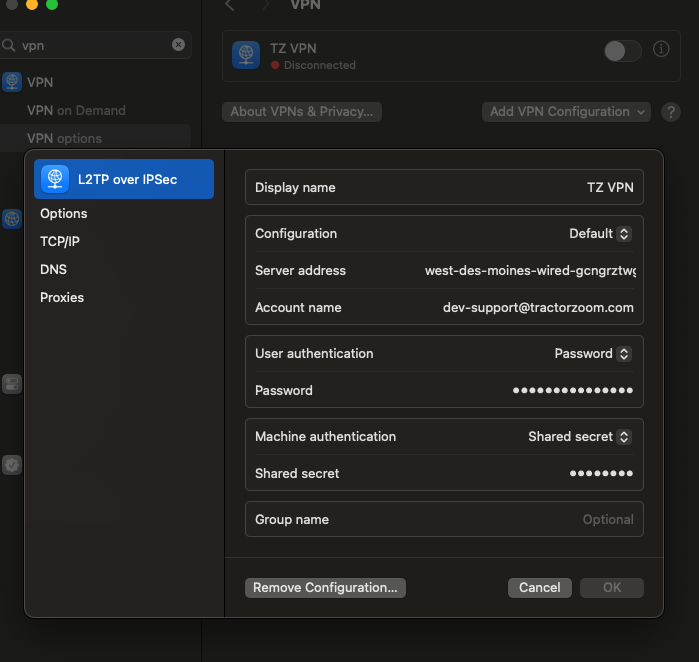 VPN
vpn
TZ VPN
Disconnected
VPN
VPN on Demand
About VPNs & Privacy...
Add VPN Configuration
?
VPN options
L2TP over IPSec
Options
TCP/IP
DNS
Proxies
Display name
TZ VPN
Configuration
Default
Server address
west-des-moines-wired-gcngrztwg
Account name
dev-support@tractorzoom.com
User authentication
Password
Password
•••••••••••••••
Machine authentication
Shared secret
Shared secret
••••••••
Group name
Optional
Remove Configuration...
Cancel
OK